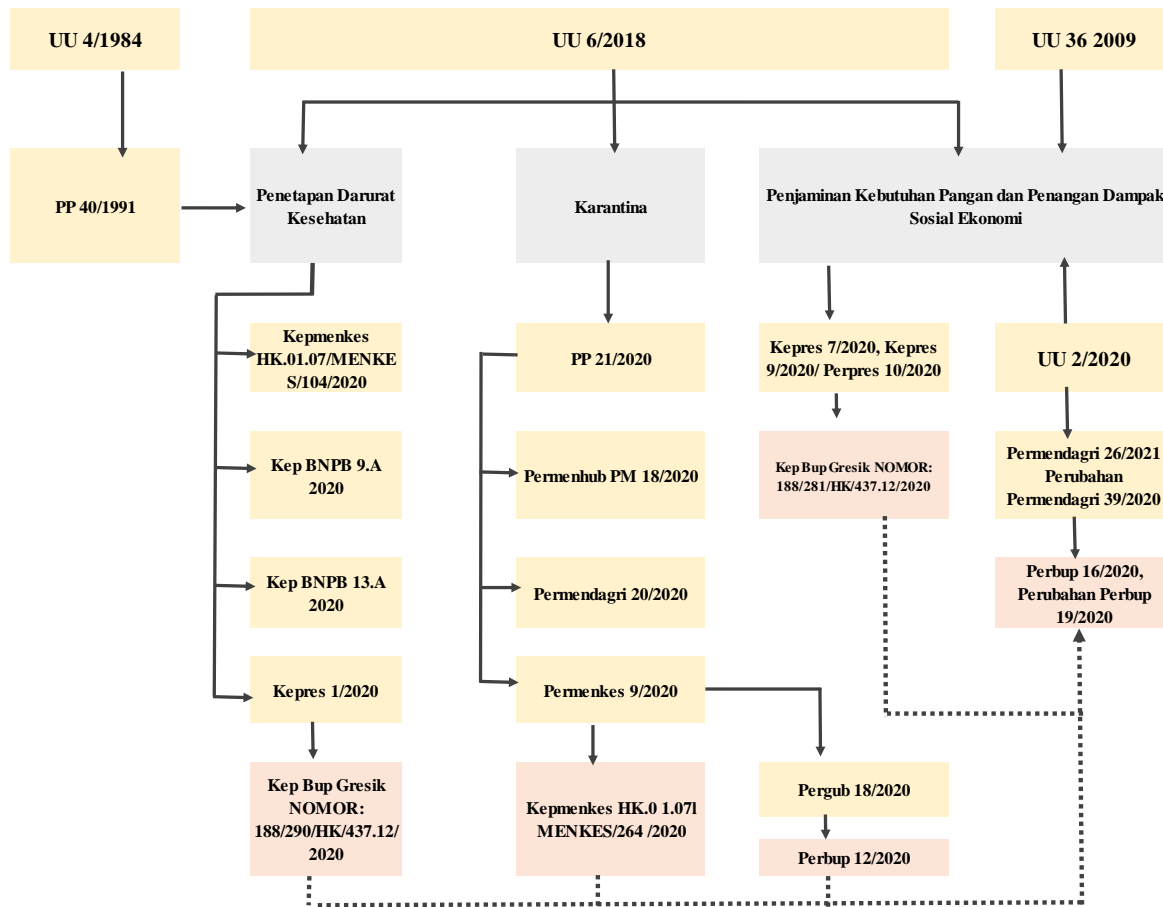 UU 4/1984
UU 6/2018
UU 36 2009
PP 40/1991
Penetapan Darurat
Kesehatan
Karantina
Penjaminan Kebutuhan Pangan dan Penangan Dampak
Sosial Ekonomi
Kepmenkes
HK.01.07/MENKE
S/104/2020
PP 21/2020
Kepres 7/2020, Kepres
9/2020/ Perpres 10/2020
UU 2/2020
Kep BNPB 9.A
2020
Permenhub PM 18/2020
Kep Bup Gresik NOMOR:
188/281/HK/437.12/2020
Permendagri 26/2021
Perubahan
Permendagri 39/2020
Kep BNPB 13.A
2020
Permendagri 20/2020
Perbup 16/2020,
Perubahan Perbup
19/2020
Kepres 1/2020
Permenkes 9/2020
Kep Bup Gresik
NOMOR:
188/290/HK/437.12/
2020
Kepmenkes HK.0 1.07l
MENKES/264 /2020
Pergub 18/2020
Perbup 12/2020